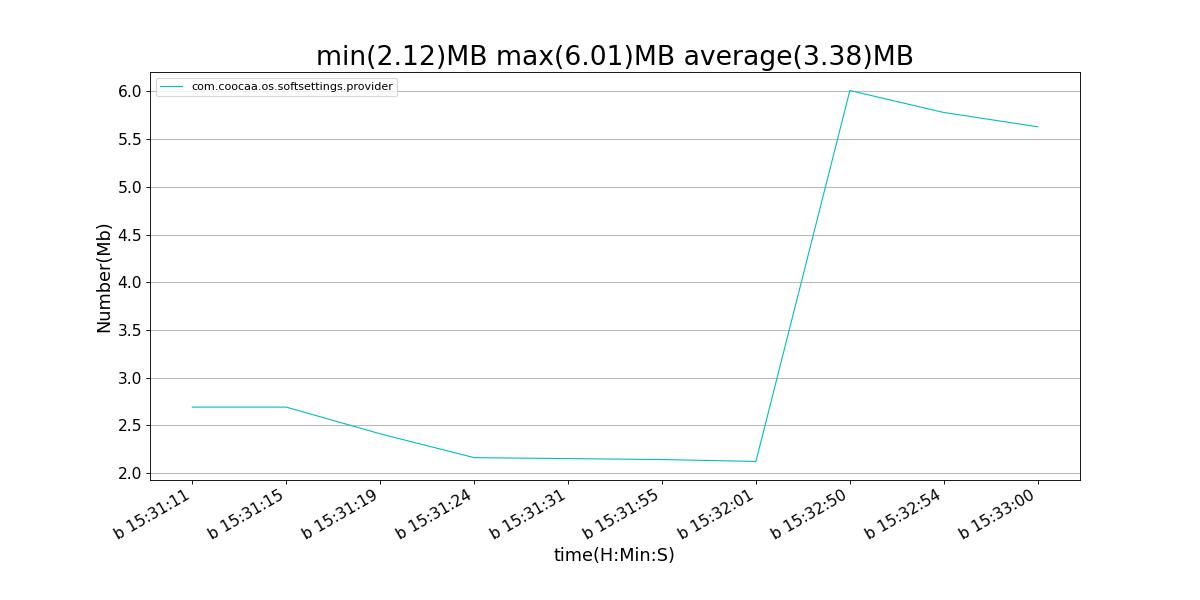 min(2.12)MB max(6.01)MB average(3.38)MB
com.coocaa.os.softsettings.provider
6.0
5.5
5.0
4.5
4.0
3.5
3.0
2.5
2.0
Number(Mb)
b 15:31:11
b 15:31:15
b 15:31:19
b 15:31:24
b 15:31:31
b 15:31:55
b 15:32:01
b 15:32:50
b 15:32:54
b 15:33:00
time(H:Min:S)